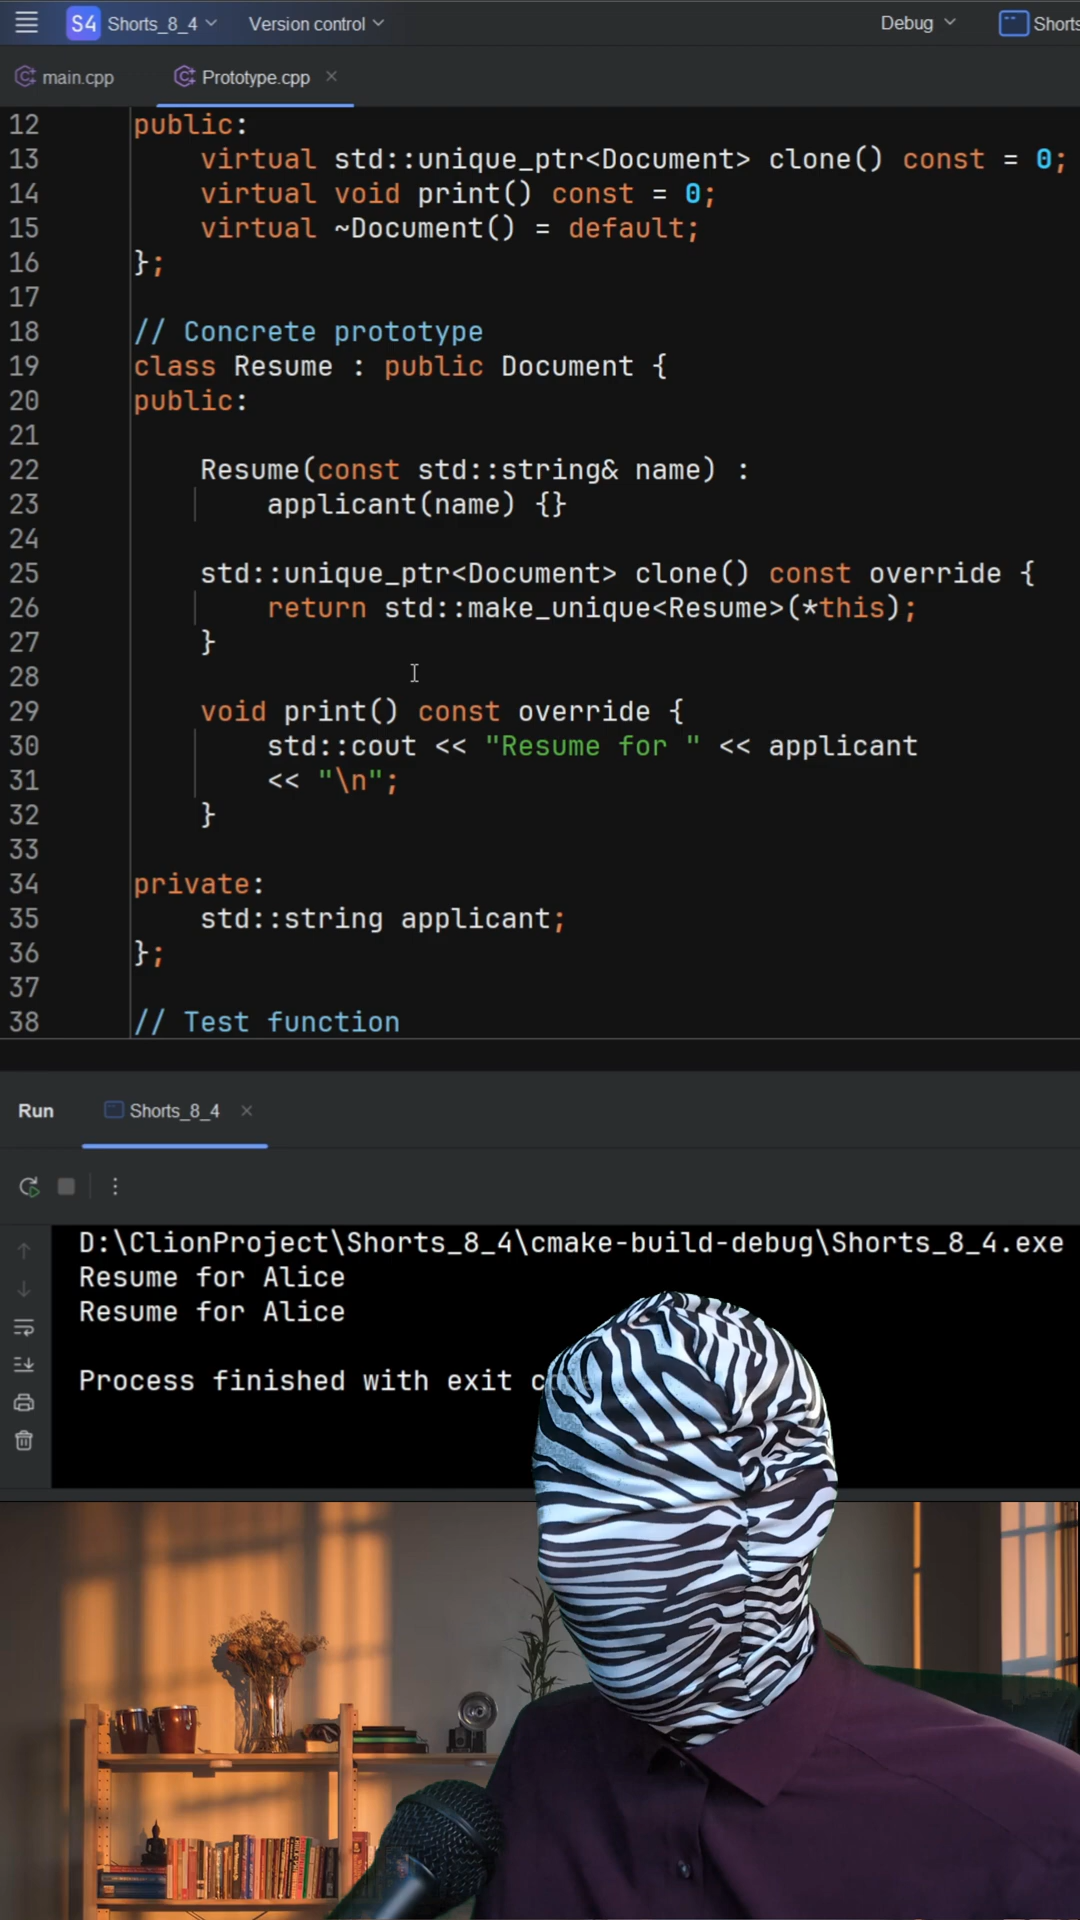 S4 Shorts_8_4 Version control Debug Shorts
main.cpp Prototype.cpp
12 public:
13 virtual std::unique_ptr<Document> clone() const = 0;
14 virtual void print() const = 0;
15 virtual ~Document() = default;
16 };
17
18 // Concrete prototype
19 class Resume : public Document {
20 public:
21
22 Resume(const std::string& name) :
23 applicant(name) {}
24
25 std::unique_ptr<Document> clone() const override {
26 return std::make_unique<Resume>(*this);
27 }
28
29 void print() const override {
30 std::cout << "Resume for " << applicant
31 << "\n";
32 }
33
34 private:
35 std::string applicant;
36 };
37
38 // Test function
Run Shorts_8_4
D:\ClionProject\Shorts_8_4\cmake-build-debug\Shorts_8_4.exe
Resume for Alice
Resume for Alice
Process finished with exit